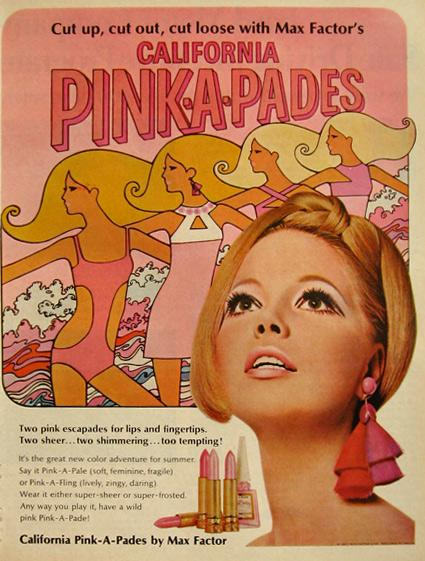 Cut up, cut out, cut loose with Max Factor's
CALIFORNIA
PINK·A·PADES
Two pink escapades for lips and fingertips.
Two sheer...two shimmering...too tempting!
It's the great new color adventure for summer.
Say it Pink-A-Pale (soft, feminine, fragile)
or Pink-A-Fling (lively, zingy, daring).
Wear it either super-sheer or super-frosted.
Any way you play it, have a wild
pink Pink-A-Pade!
California Pink-A-Pades by Max Factor